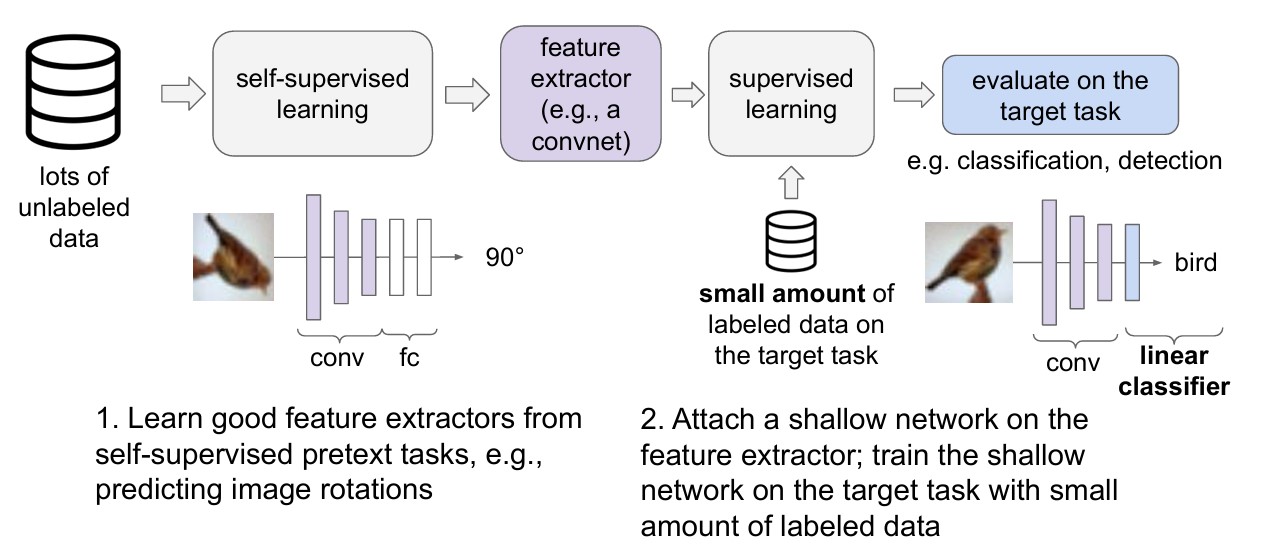 lots of
unlabeled
data
self-supervised
learning
feature
extractor
(e.g., a
convnet)
supervised
learning
evaluate on the
target task
e.g. classification, detection
90°
conv
fc
small amount of
labeled data on
the target task
bird
conv
linear
classifier
1. Learn good feature extractors from
self-supervised pretext tasks, e.g.,
predicting image rotations
2. Attach a shallow network on the
feature extractor; train the shallow
network on the target task with small
amount of labeled data